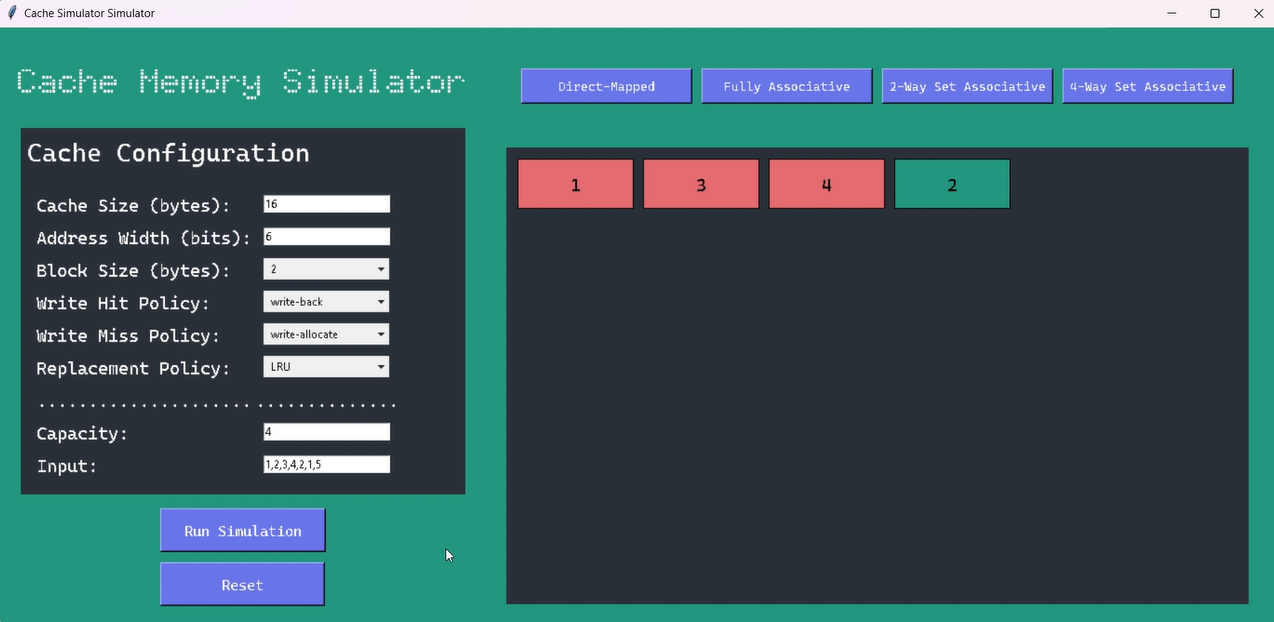 Cache Simulator Simulator
Cache Memory Simulator
Direct-Mapped
Fully Associative
2-Way Set Associative
4-Way Set Associative
Cache Configuration
Cache Size (bytes): 16
Address Width (bits): 6
Block Size (bytes): 2
Write Hit Policy: write-back
Write Miss Policy: write-allocate
Replacement Policy: LRU
...................................
Capacity: 4
Input: 1,2,3,4,2,1,5
Run Simulation
Reset
1
3
4
2